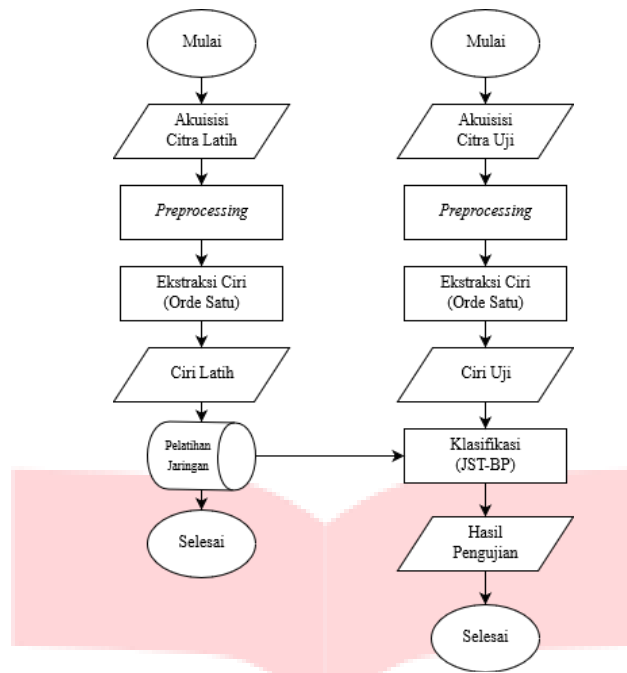 Mulai
Akuisisi
Citra Latih
Preprocessing
Ekstraksi Ciri
(Orde Satu)
Ciri Latih
Pelatihan
Jaringan
Selesai
Mulai
Akuisisi
Citra Uji
Preprocessing
Ekstraksi Ciri
(Orde Satu)
Ciri Uji
Klasifikasi
(JST-BP)
Hasil
Pengujian
Selesai